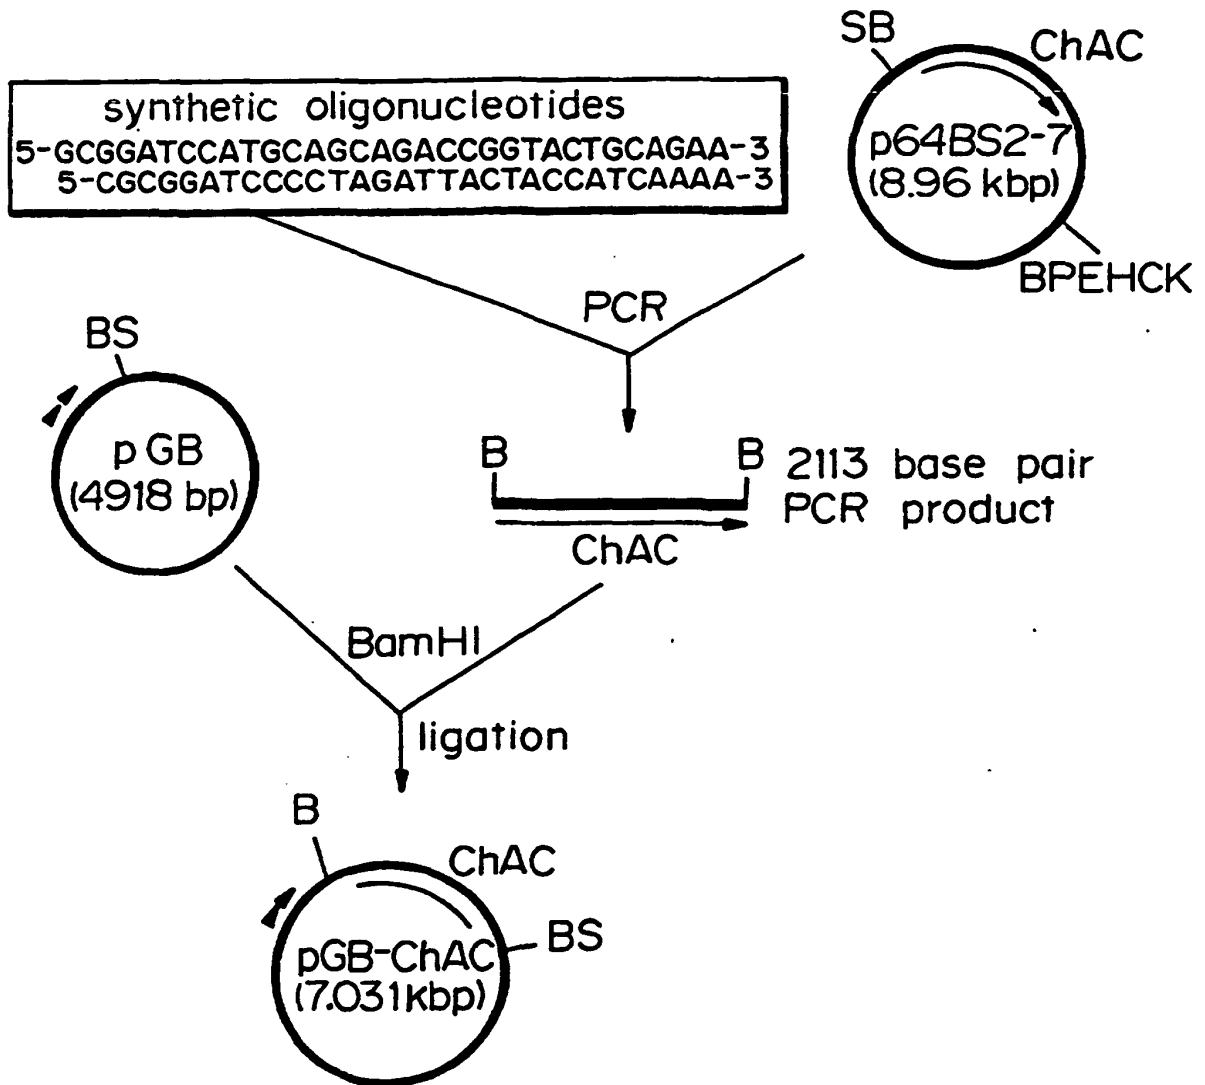 SB
ChAC
synthetic oligonucleotides
5-GCGGATCCATGCAGCAGACCGGTACTGCAGAA-3
5-CGCGGATCCCCTAGATTACTACCATCAAAA-3
p64BS2-7
(8.96 kbp)
BPEHCK
PCR
BS
pGB
(4918 bp)
B
B
2113 base pair
PCR product
ChAC
BamHI
ligation
B
ChAC
BS
pGB-ChAC
(7.031kbp)